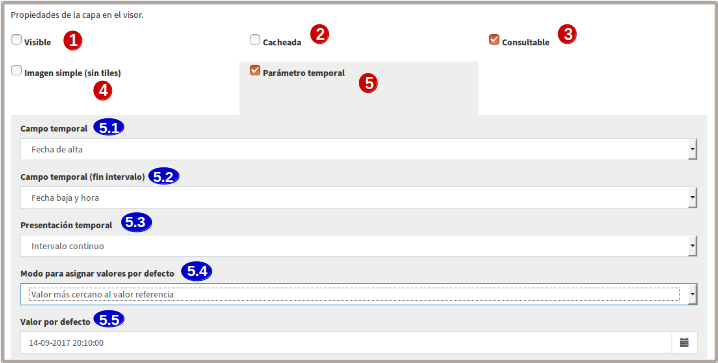 Propiedades de la capa en el visor.
Visible 1
Cacheada 2
Consultable 3
Imagen simple (sin tiles) 4
Parámetro temporal 5
Campo temporal 5.1
Fecha de alta
Campo temporal (fin intervalo) 5.2
Fecha baja y hora
Presentación temporal 5.3
Intervalo continuo
Modo para asignar valores por defecto 5.4
Valor más cercano al valor referencia
Valor por defecto 5.5
14-09-2017 20:10:00